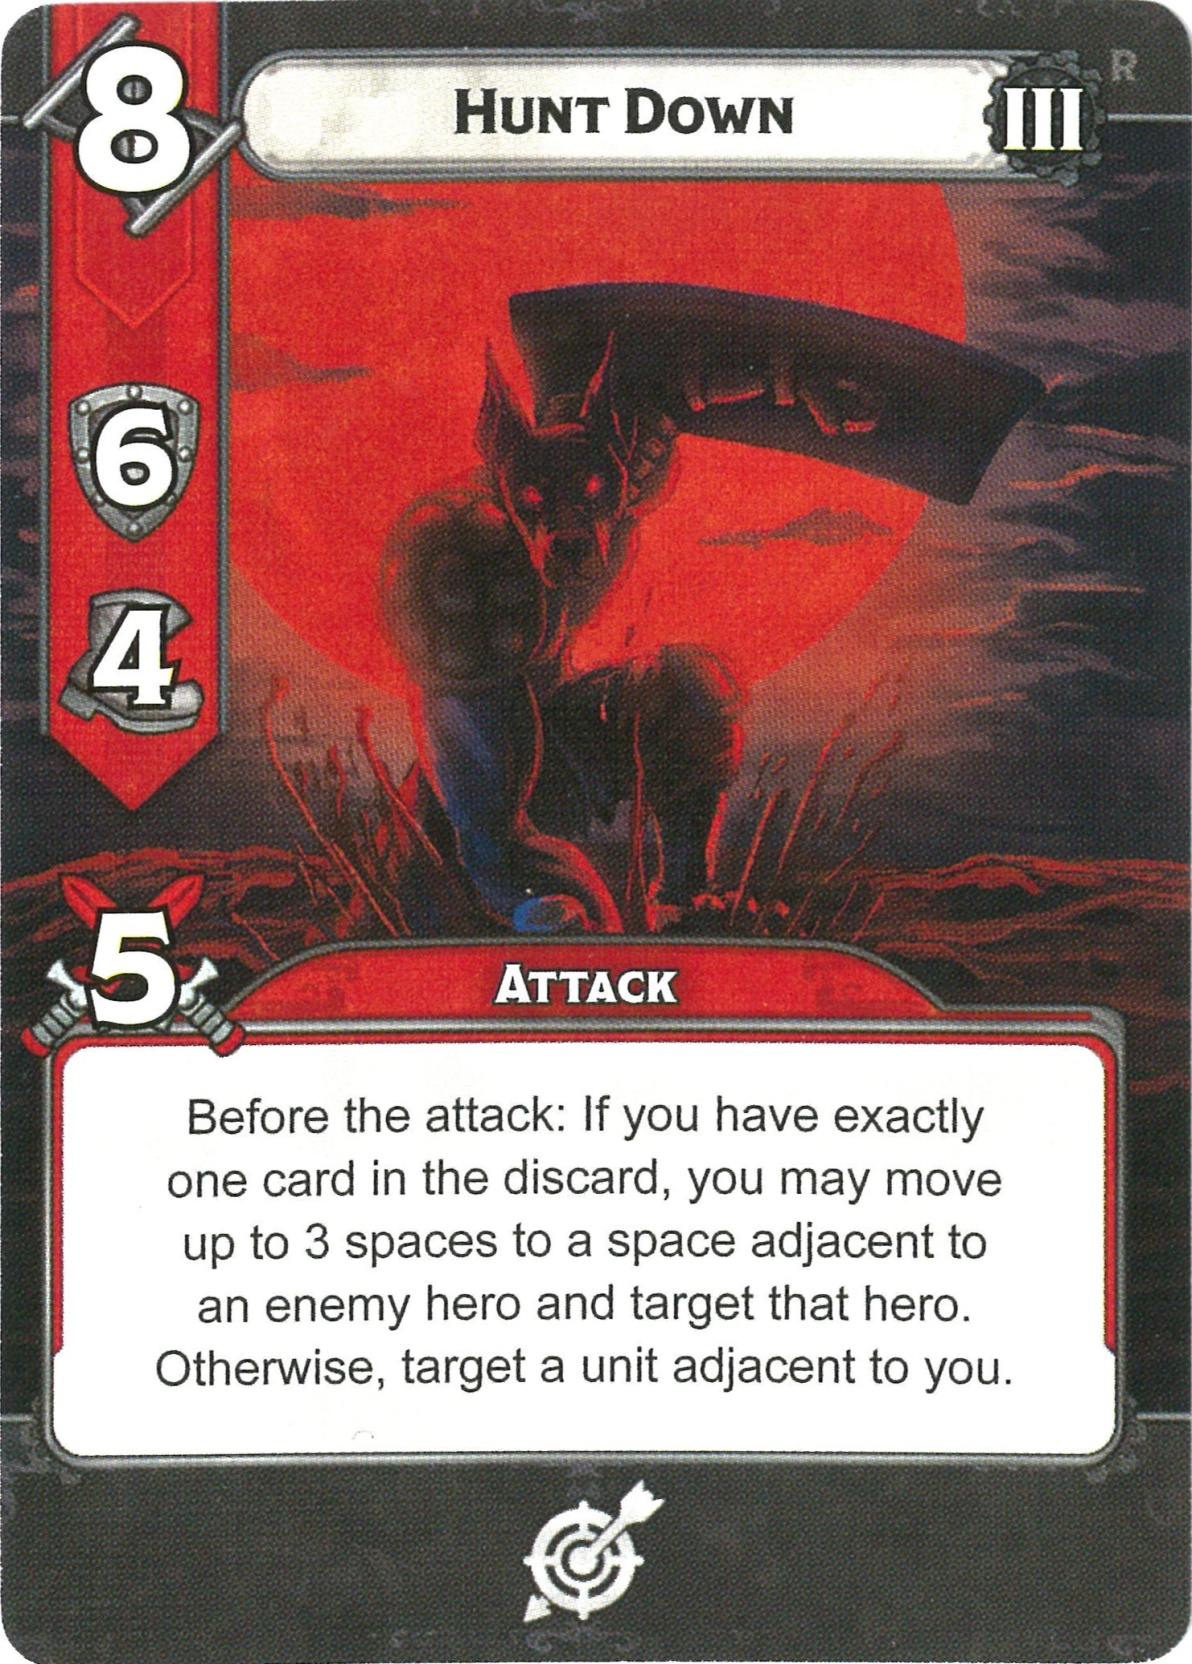 8
HUNT DOWN
III
R
6
4
5
ATTACK
Before the attack: If you have exactly
one card in the discard, you may move
up to 3 spaces to a space adjacent to
an enemy hero and target that hero.
Otherwise, target a unit adjacent to you.